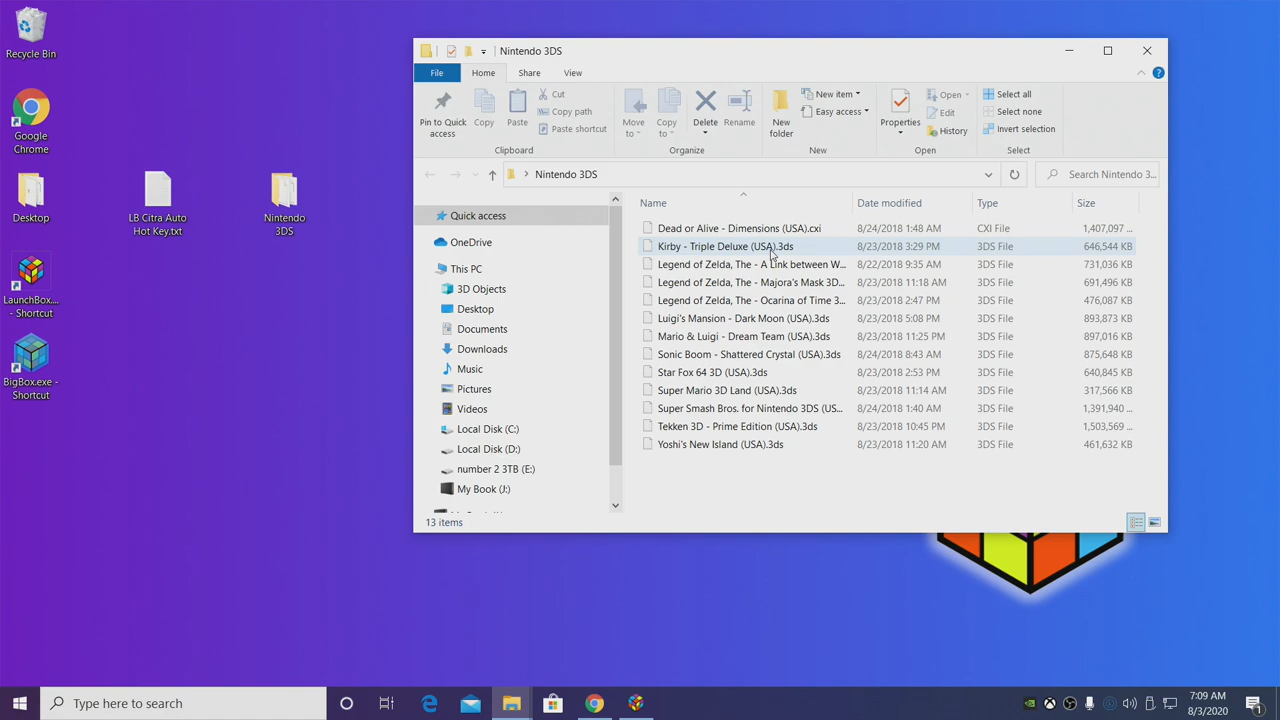 Recycle Bin
Google
Chrome
Desktop
LB Citra Auto
Hot Key.txt
Nintendo
3DS
LaunchBox....
- Shortcut
BigBox.exe -
Shortcut
Nintendo 3DS
File Home Share View
Pin to Quick
access
Copy
Paste
Cut
Copy path
Paste shortcut
Clipboard
Move
to
Copy
to
Delete
Rename
Organize
New
folder
New item
Easy access
New
Properties
Open
Edit
History
Open
Select all
Select none
Invert selection
Select
Nintendo 3DS
Search Nintendo 3...
Quick access
OneDrive
This PC
3D Objects
Desktop
Documents
Downloads
Music
Pictures
Videos
Local Disk (C:)
Local Disk (D:)
number 2 3TB (E:)
My Book (J:)
Name Date modified Type Size
Dead or Alive - Dimensions (USA).cxi 8/24/2018 1:48 AM CXI File 1,407,097 ...
Kirby - Triple Deluxe (USA).3ds 8/23/2018 3:29 PM 3DS File 646,544 KB
Legend of Zelda, The - A Link between W... 8/22/2018 9:35 AM 3DS File 731,036 KB
Legend of Zelda, The - Majora's Mask 3D... 8/23/2018 11:18 AM 3DS File 691,496 KB
Legend of Zelda, The - Ocarina of Time 3... 8/23/2018 2:47 PM 3DS File 476,087 KB
Luigi's Mansion - Dark Moon (USA).3ds 8/23/2018 5:08 PM 3DS File 893,873 KB
Mario & Luigi - Dream Team (USA).3ds 8/23/2018 11:25 PM 3DS File 897,016 KB
Sonic Boom - Shattered Crystal (USA).3ds 8/24/2018 8:43 AM 3DS File 875,648 KB
Star Fox 64 3D (USA).3ds 8/23/2018 2:53 PM 3DS File 640,845 KB
Super Mario 3D Land (USA).3ds 8/23/2018 11:14 AM 3DS File 317,566 KB
Super Smash Bros. for Nintendo 3DS (US... 8/24/2018 1:40 AM 3DS File 1,391,940 ...
Tekken 3D - Prime Edition (USA).3ds 8/23/2018 10:45 PM 3DS File 1,503,569 ...
Yoshi's New Island (USA).3ds 8/23/2018 11:20 AM 3DS File 461,632 KB
13 items
Type here to search
7:09 AM
8/3/2020
1